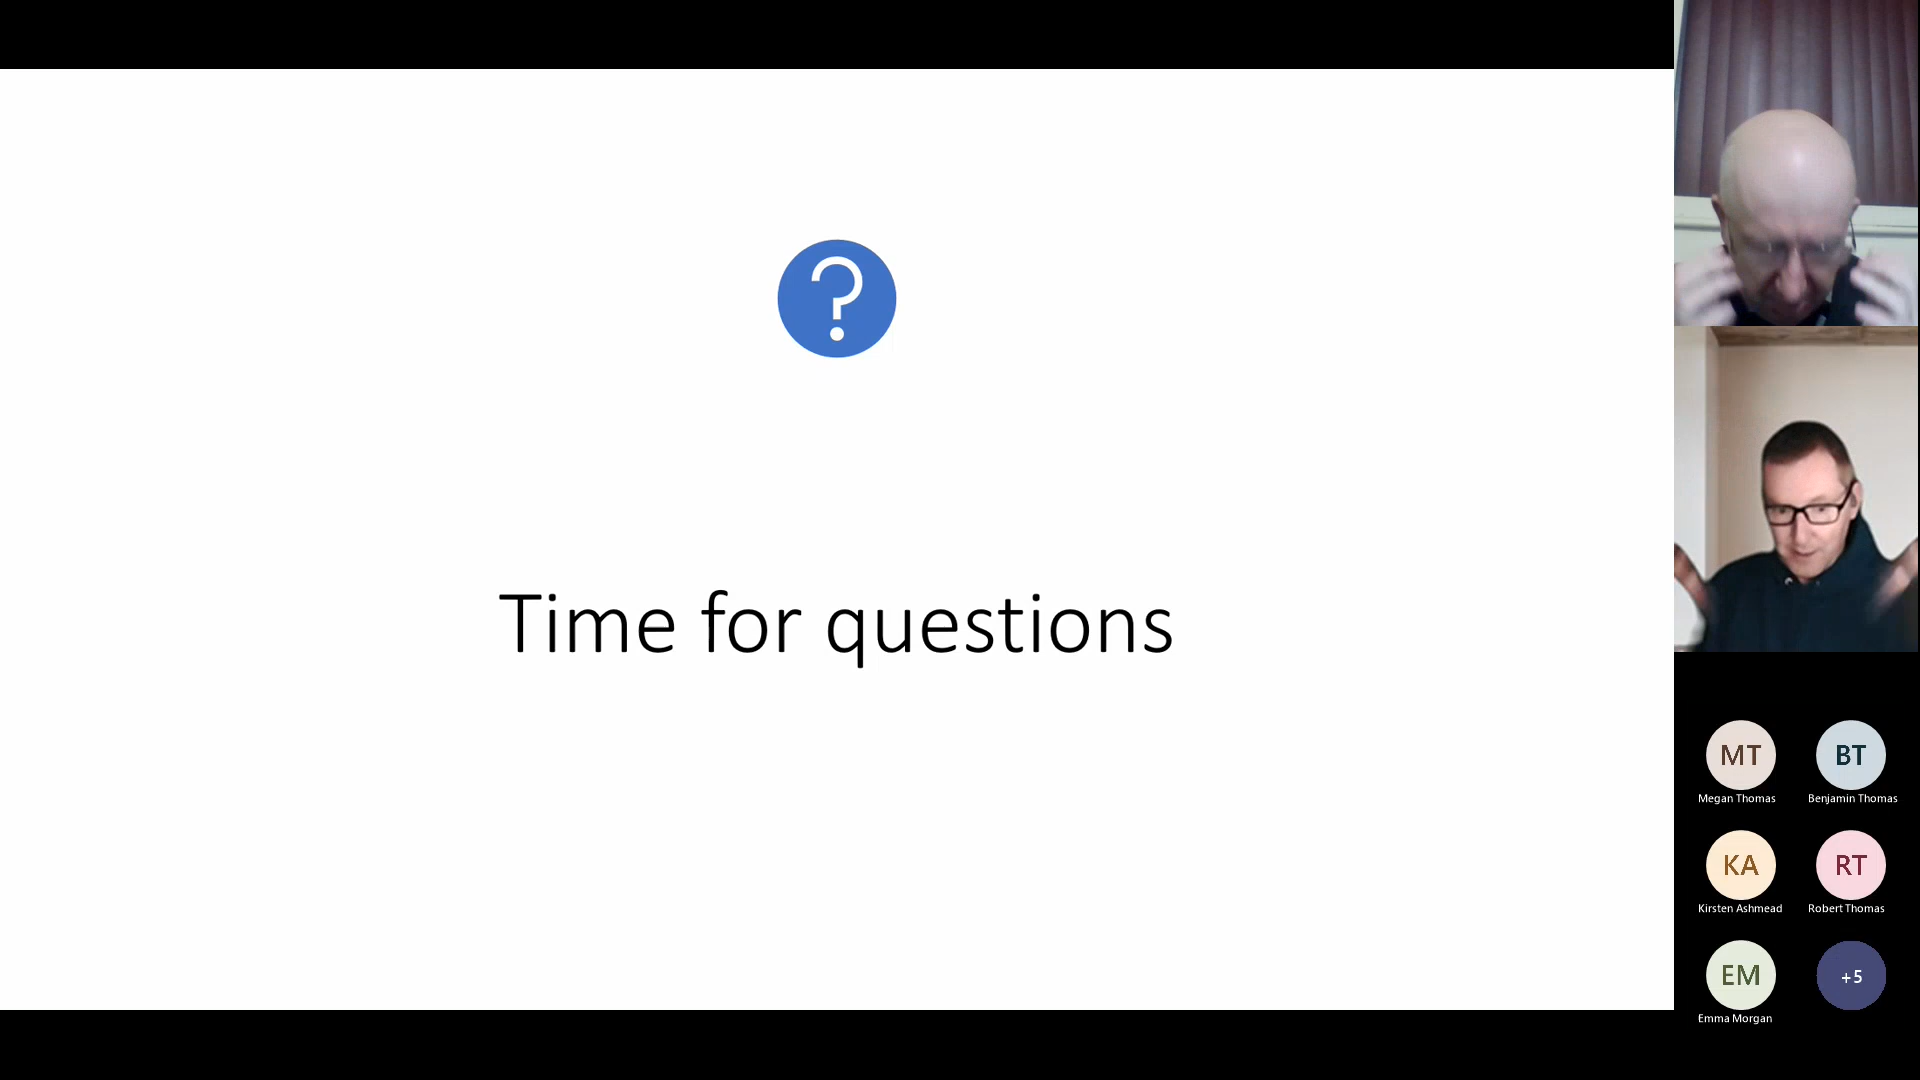 ?
Time for questions
MT
BT
Megan Thomas
Benjamin Thomas
KA
RT
Kirsten Ashmead
Robert Thomas
EM
+5
Emma Morgan